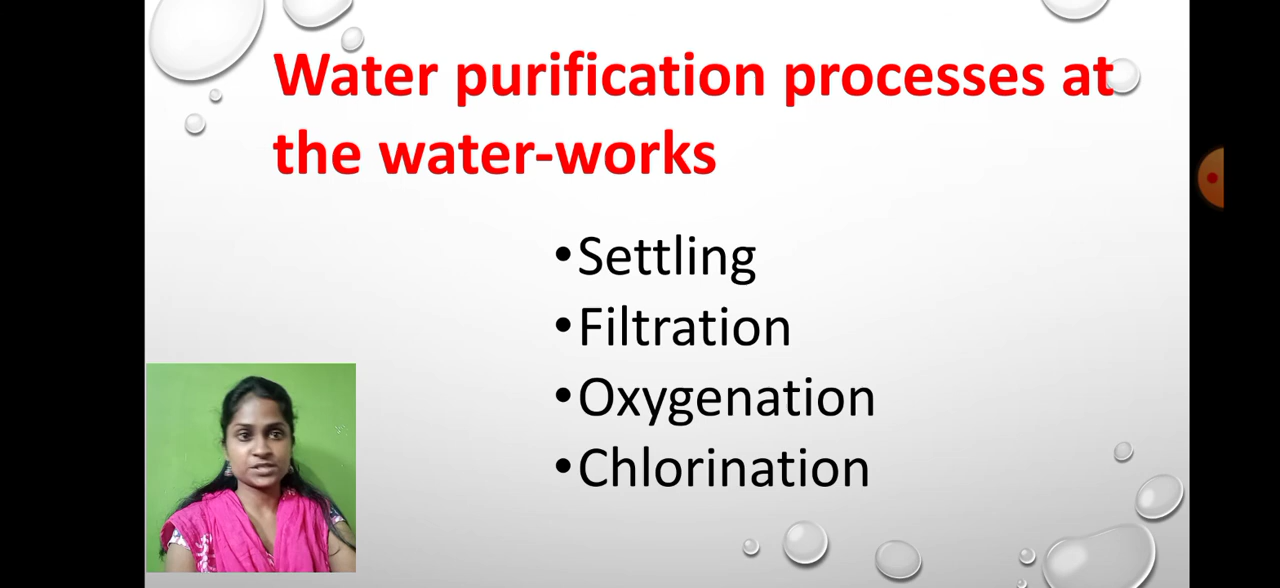 Water purification processes at
the water-works
•Settling
•Filtration
•Oxygenation
•Chlorination